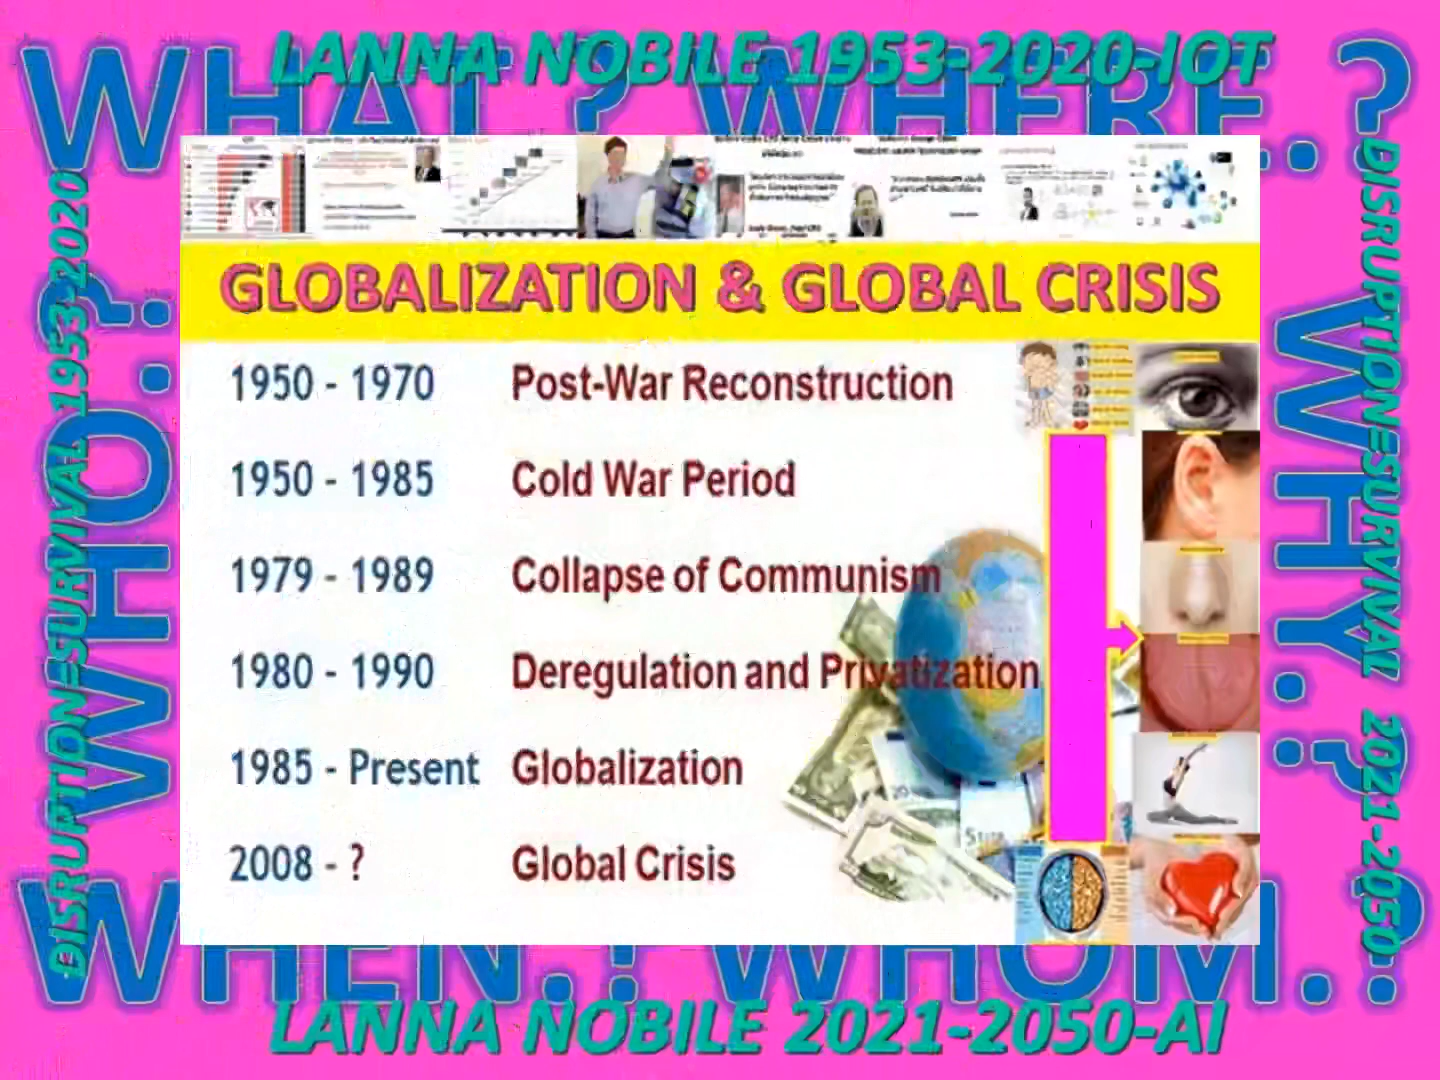 LANNA NOBILE 1953-2020-IOT
WHAT ? WHERE. ?
GLOBALIZATION & GLOBAL CRISIS
1950 - 1970 Post-War Reconstruction
1950 - 1985 Cold War Period
1979 - 1989 Collapse of Communism
1980 - 1990 Deregulation and Privatization
1985 - Present Globalization
2008 - ? Global Crisis
DISRUPTION=SURVIVAL 1953-2020
WHO.?
DISRUPTION=SURVIVAL 2021-2050
WHY.?
WHEN.? WHOM.?
LANNA NOBILE 2021-2050-AI